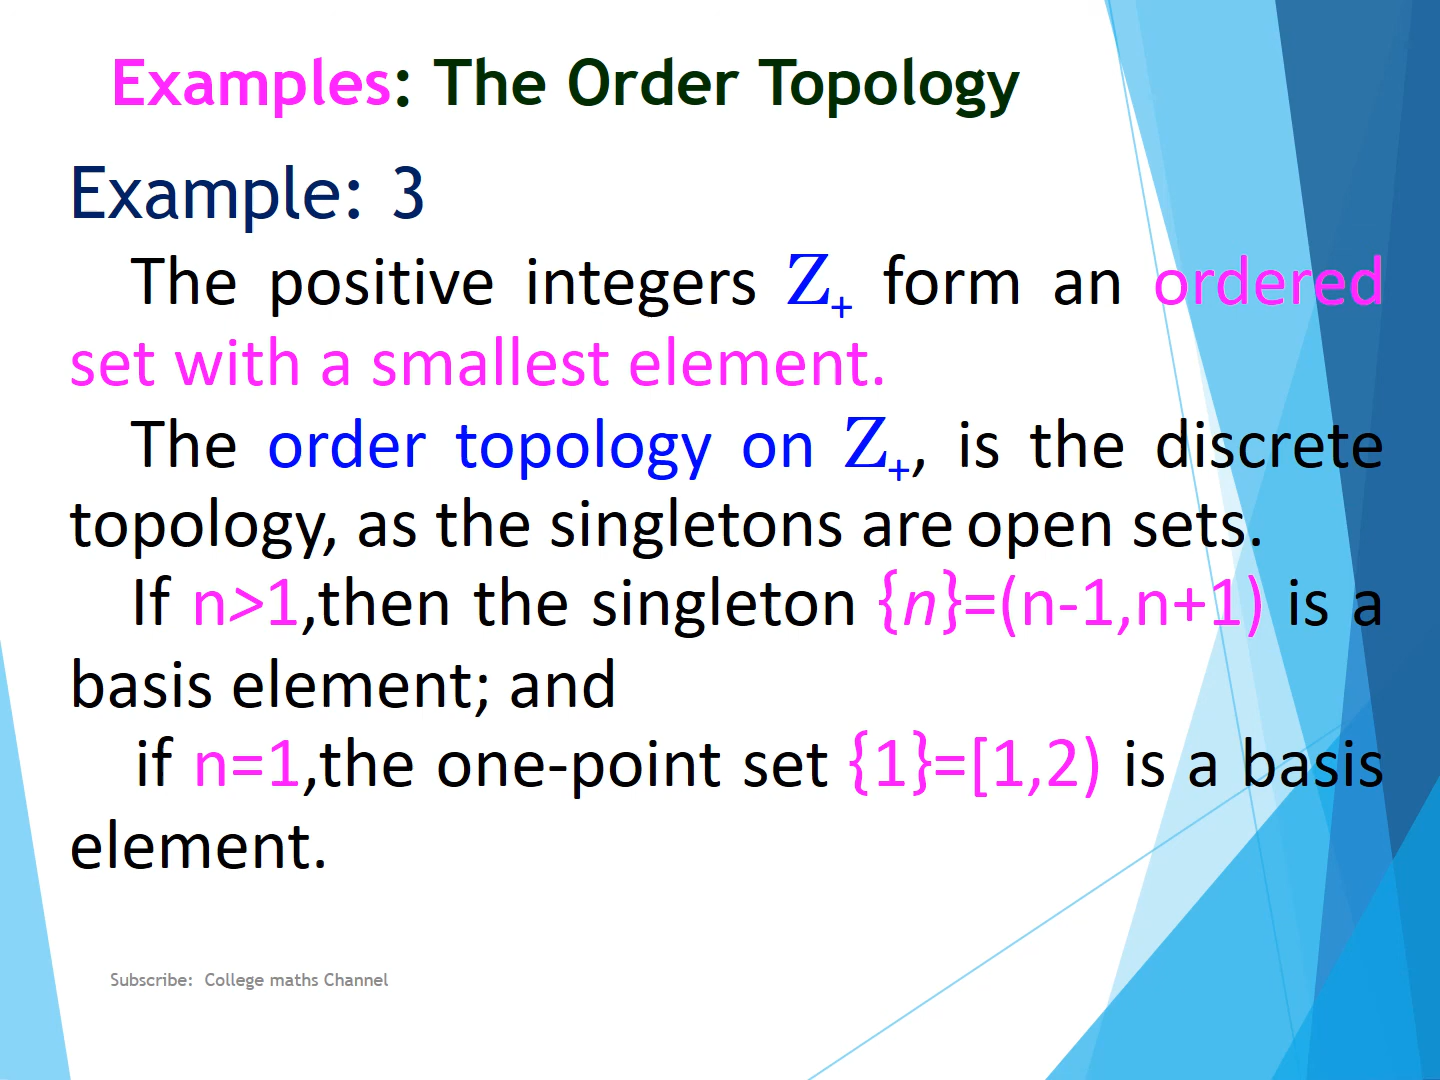 Examples: The Order Topology
Example: 3
The positive integers Z₊ form an ordered
set with a smallest element.
The order topology on Z₊, is the discrete
topology, as the singletons are open sets.
If n>1,then the singleton {n}=(n-1,n+1) is a
basis element; and
if n=1,the one-point set {1}=[1,2) is a basis
element.
Subscribe: College maths Channel